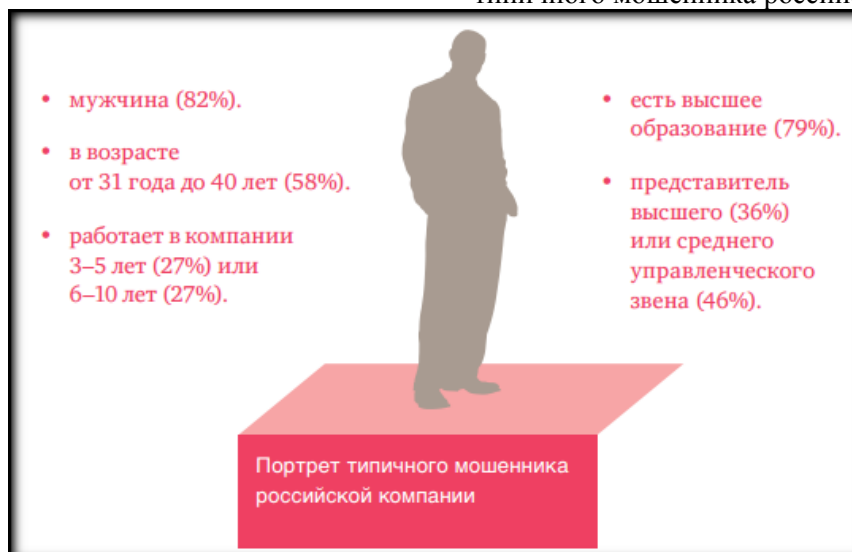 типичного мошенника
• мужчина (82%).
• в возрасте
от 31 года до 40 лет (58%).
• работает в компании
3–5 лет (27%) или
6–10 лет (27%).
• есть высшее
образование (79%).
• представитель
высшего (36%)
или среднего
управленческого
звена (46%).
Портрет типичного мошенника
российской компании